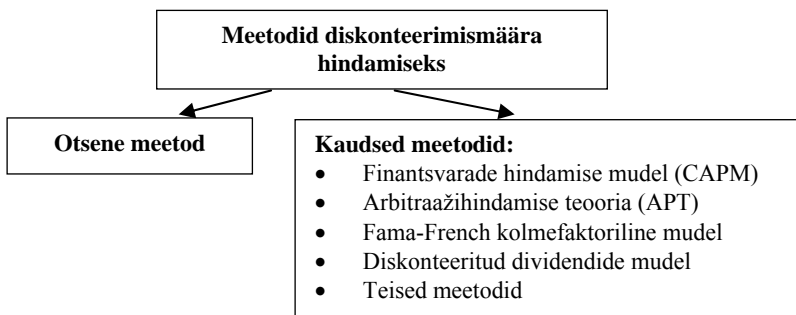 Meetodid diskonteerimismäära
hindamiseks
Otsene meetod
Kaudsed meetodid:
• Finantsvarade hindamise mudel (CAPM)
• Arbitraažihindamise teooria (APT)
• Fama-French kolmefaktoriline mudel
• Diskonteeritud dividendide mudel
• Teised meetodid